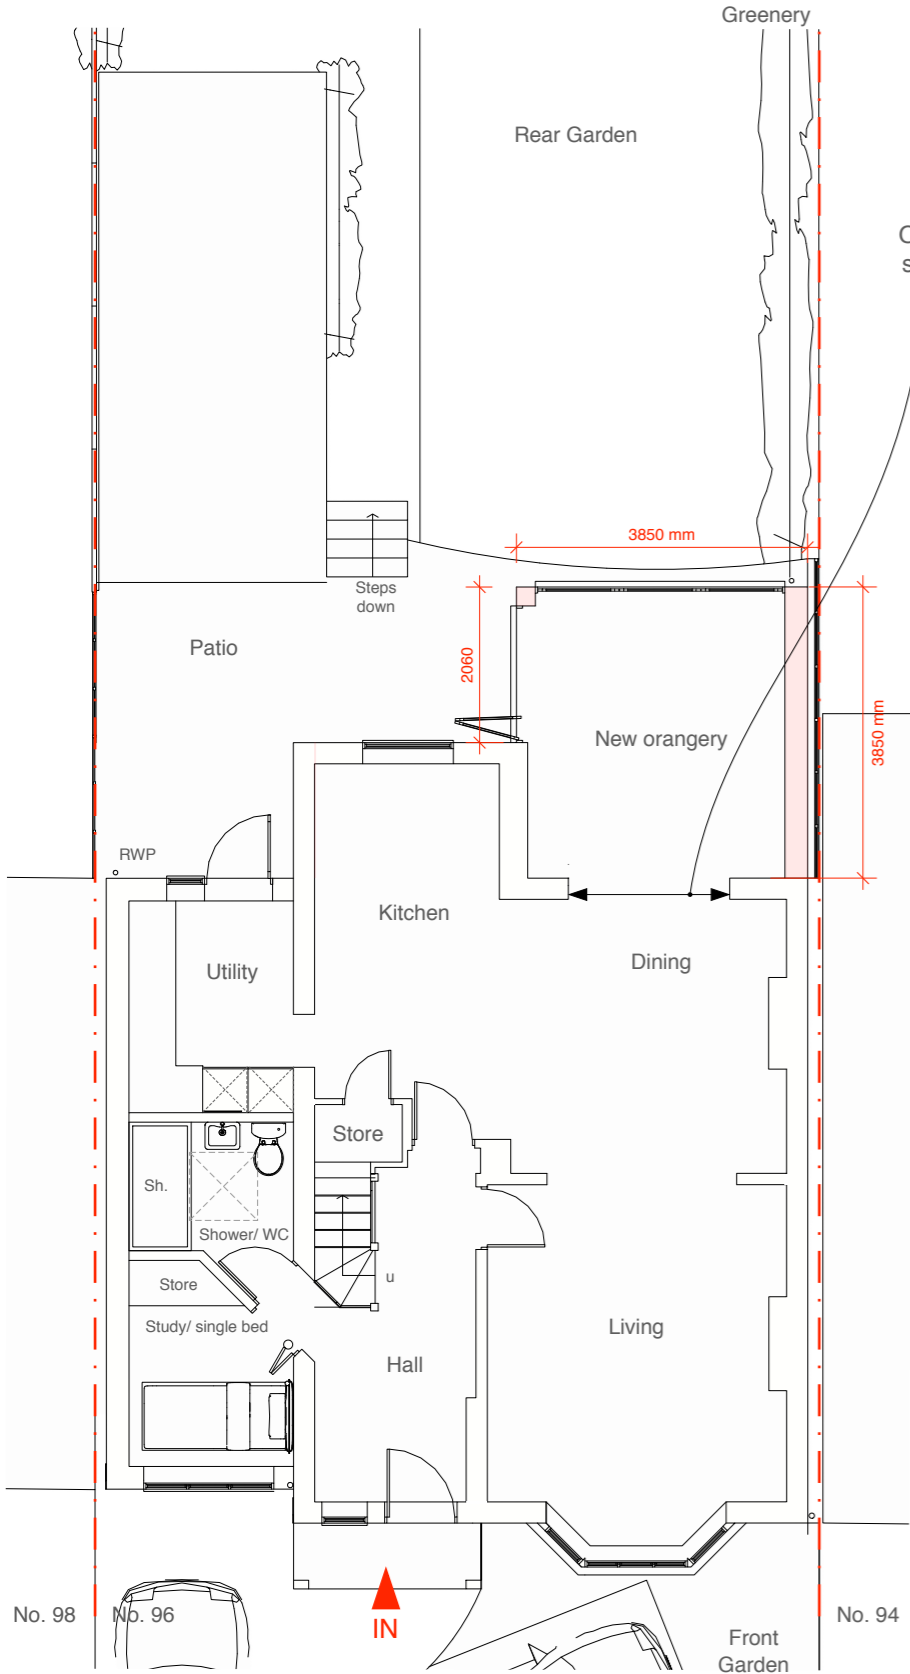 Greenery
Rear Garden
3850 mm
Steps
down
Patio
2060
New orangery
3850 mm
RWP
Kitchen
Utility
Dining
Store
Sh.
Shower/ WC
u
Store
Study/ single bed
Living
Hall
No. 98
No. 96
IN
No. 94
Front
Garden